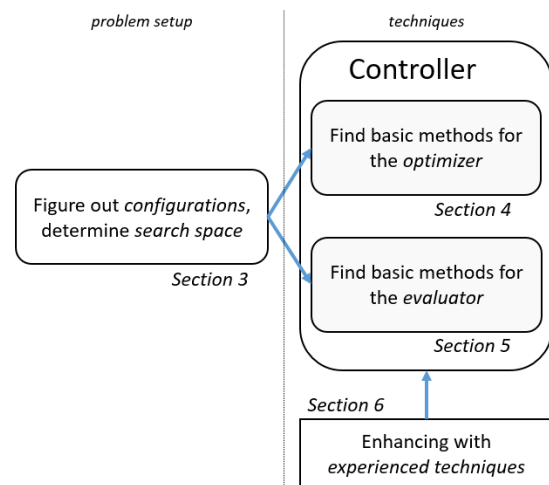 problem setup
techniques
Controller
Find basic methods for
the optimizer
Section 4
Figure out configurations,
determine search space
Section 3
Find basic methods for
the evaluator
Section 5
Section 6
Enhancing with
experienced techniques